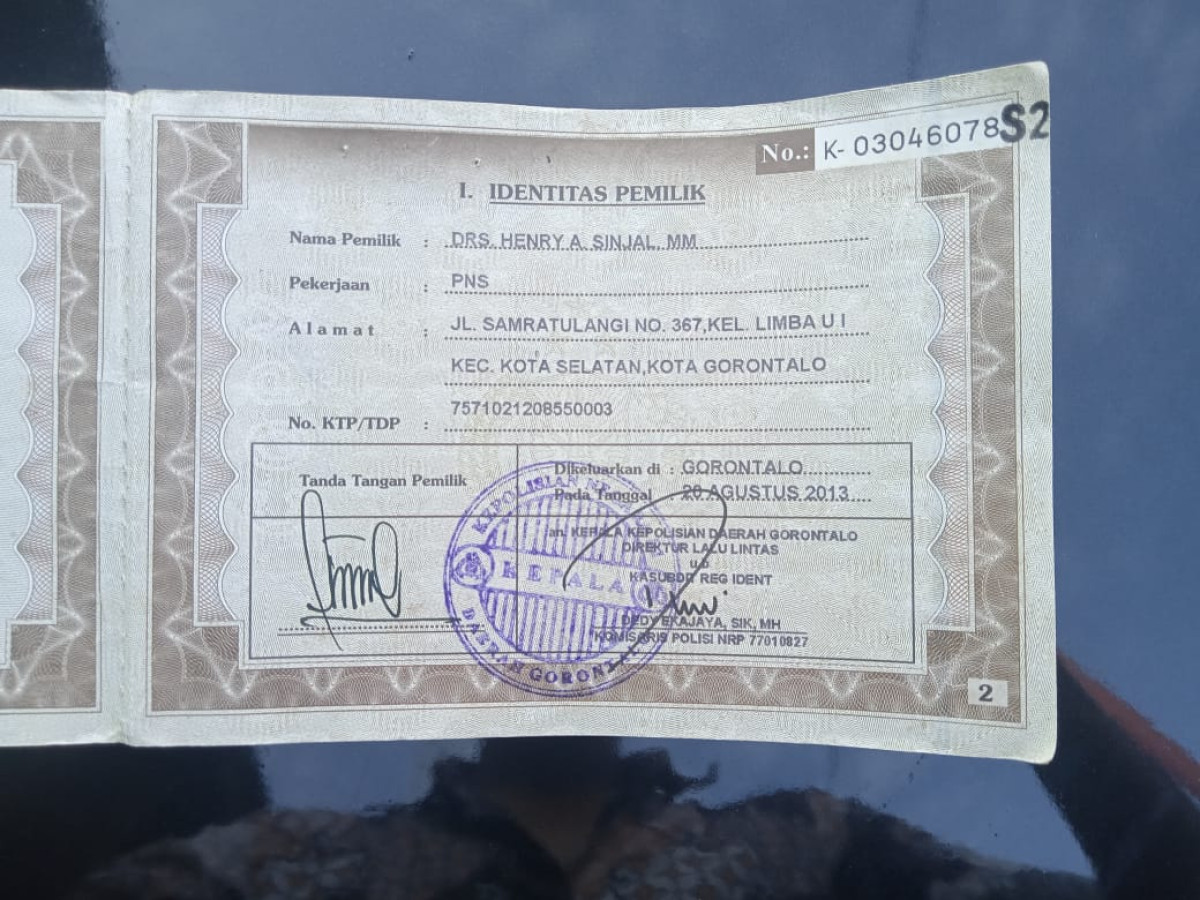 No.: K- 03046078 S2
I. IDENTITAS PEMILIK
Nama Pemilik : DRS. HENRY A. SINJAL, MM
Pekerjaan : PNS
Alamat : JL. SAMRATULANGI NO. 367,KEL. LIMBA U I
KEC. KOTA SELATAN,KOTA GORONTALO
No. KTP/TDP : 7571021208550003
Tanda Tangan Pemilik
Dikeluarkan di : GORONTALO
Pada Tanggal : 20 AGUSTUS 2013
an. KEPALA KEPOLISIAN DAERAH GORONTALO
DIREKTUR LALU LINTAS
u.b
KASUBDIT REG IDENT
DEDY EKAJAYA, SIK, MH
KOMISARIS POLISI NRP 77010827
KEPOLISIAN
KEPALA
DAERAH GORONTALO
2